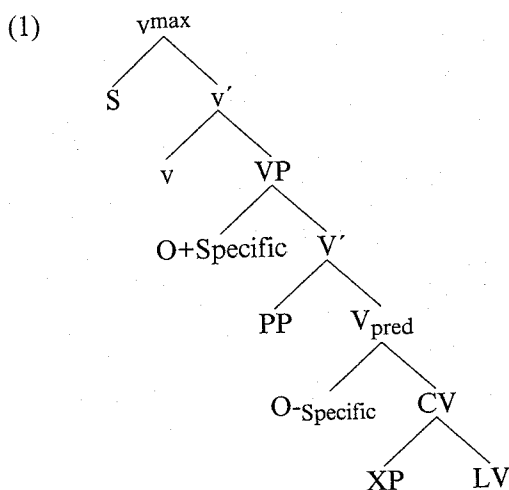 (1)
vmax
S v´
v VP
O+Specific V´
PP Vpred
O-Specific CV
XP LV